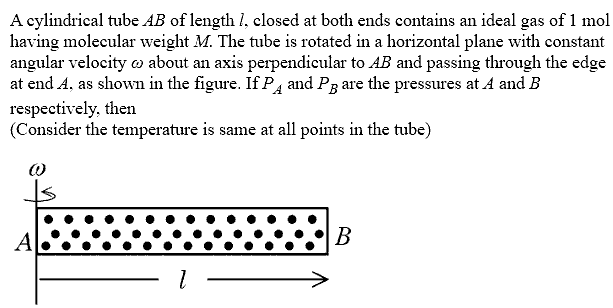 A cylindrical tube AB of length l, closed at both ends contains an ideal gas of 1 mol
having molecular weight M. The tube is rotated in a horizontal plane with constant
angular velocity ω about an axis perpendicular to AB and passing through the edge
at end A, as shown in the figure. If P_A and P_B are the pressures at A and B
respectively, then
(Consider the temperature is same at all points in the tube)
ω
A
B
l